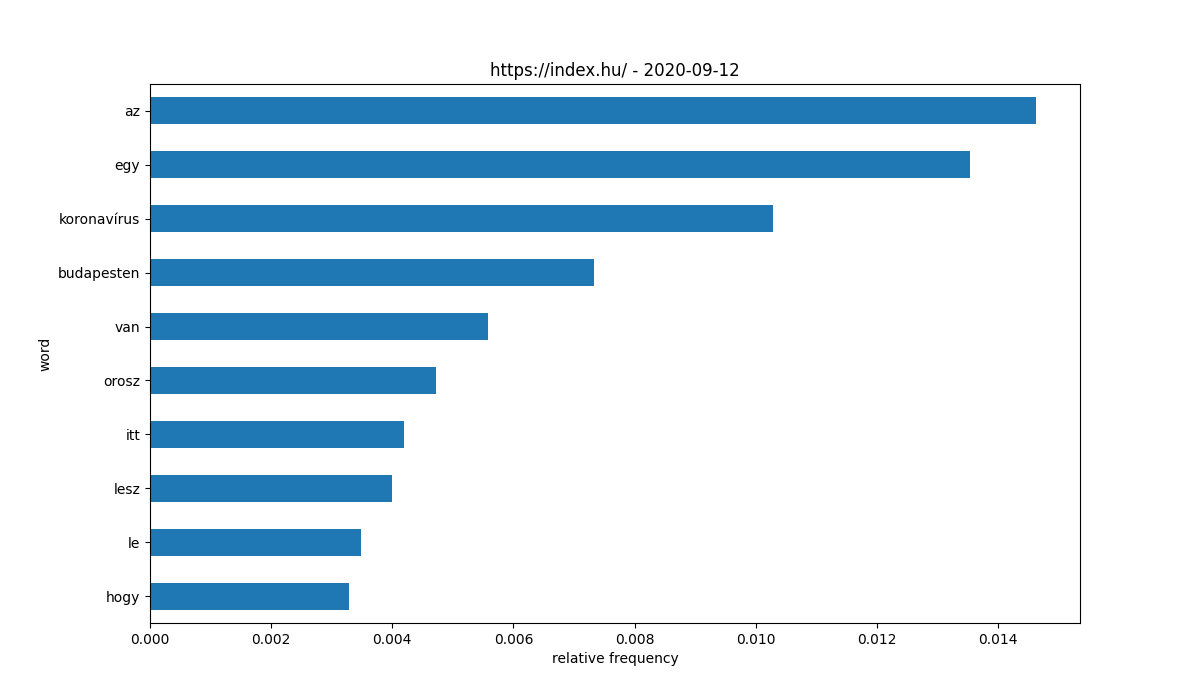 https://index.hu/ - 2020-09-12
az
egy
koronavírus
budapesten
van
orosz
itt
lesz
le
hogy
word
0.000 0.002 0.004 0.006 0.008 0.010 0.012 0.014
relative frequency